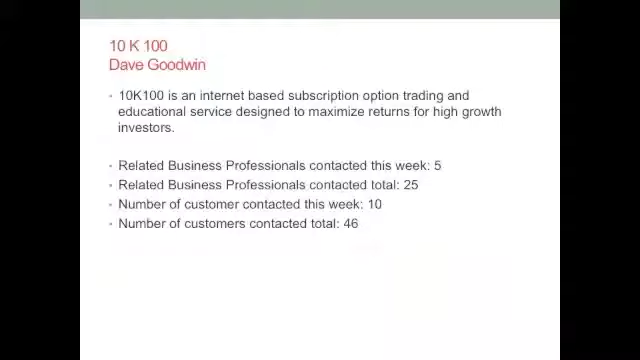 10 K 100
Dave Goodwin
• 10K100 is an internet based subscription option trading and
educational service designed to maximize returns for high growth
investors.
• Related Business Professionals contacted this week: 5
• Related Business Professionals contacted total: 25
• Number of customer contacted this week: 10
• Number of customers contacted total: 46